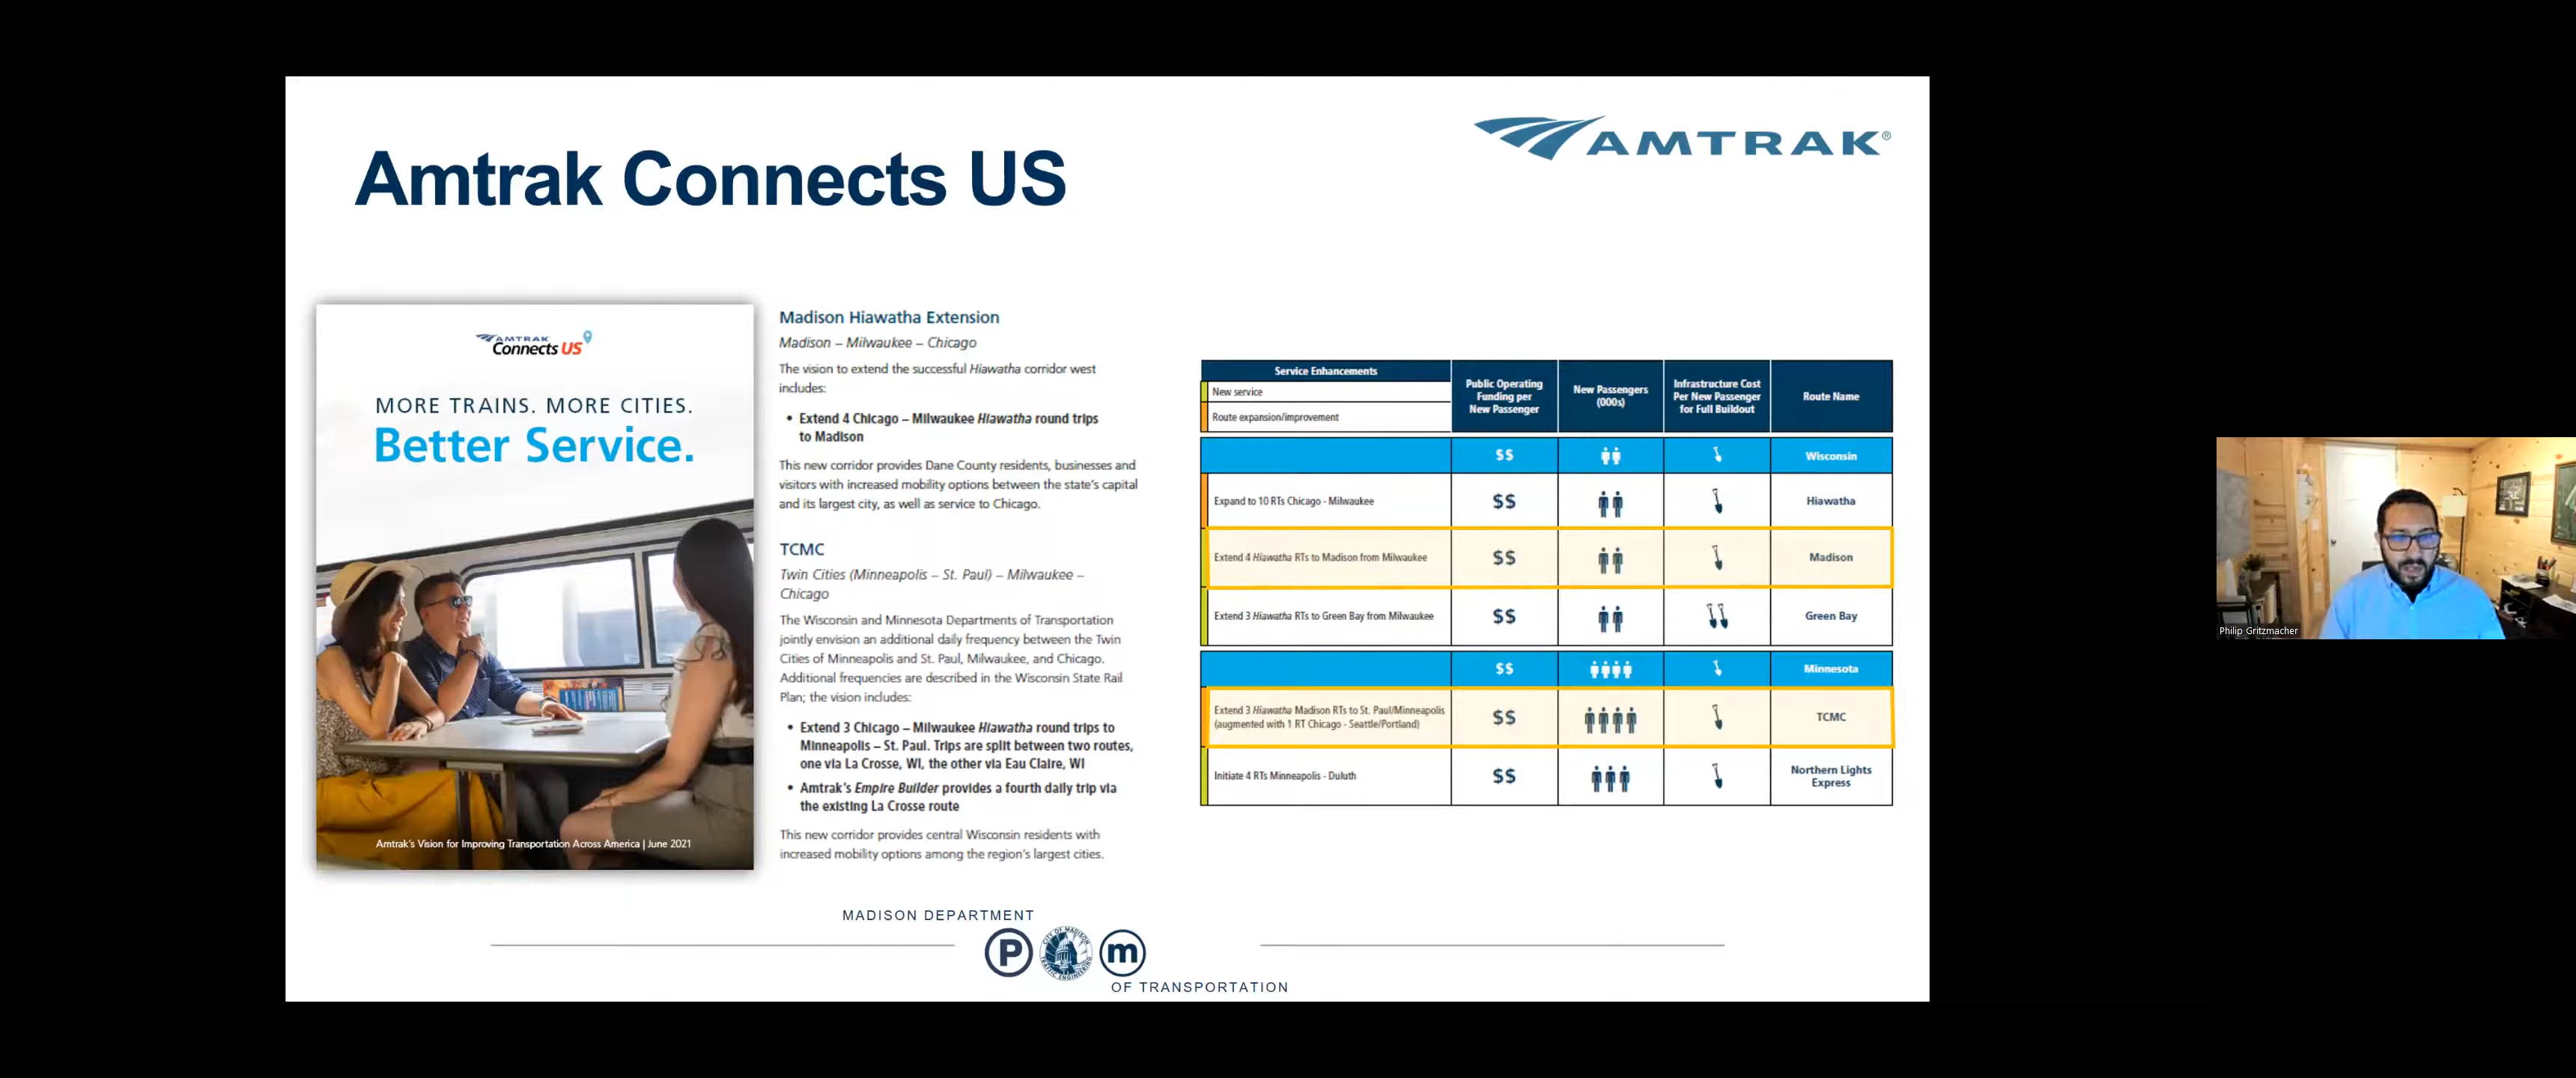 AMTRAK®
Amtrak Connects US
AMTRAK
Connects US
MORE TRAINS. MORE CITIES.
Better Service.
Amtrak's Vision for Improving Transportation Across America | June 2021
Madison Hiawatha Extension
Madison – Milwaukee – Chicago
The vision to extend the successful Hiawatha corridor west
includes:
• Extend 4 Chicago – Milwaukee Hiawatha round trips
to Madison
This new corridor provides Dane County residents, businesses and
visitors with increased mobility options between the state's capital
and its largest city, as well as service to Chicago.
TCMC
Twin Cities (Minneapolis – St. Paul) – Milwaukee –
Chicago
The Wisconsin and Minnesota Departments of Transportation
jointly envision an additional daily frequency between the Twin
Cities of Minneapolis and St. Paul, Milwaukee, and Chicago.
Additional frequencies are described in the Wisconsin State Rail
Plan; the vision includes:
• Extend 3 Chicago – Milwaukee Hiawatha round trips to
Minneapolis – St. Paul. Trips are split between two routes,
one via La Crosse, WI, the other via Eau Claire, WI
• Amtrak's Empire Builder provides a fourth daily trip via
the existing La Crosse route
This new corridor provides central Wisconsin residents with
increased mobility options among the region's largest cities.
Service Enhancements
New service
Route expansion/improvement
Public Operating
Funding per
New Passenger
New Passengers
(000s)
Infrastructure Cost
Per New Passenger
for Full Buildout
Route Name
$$ Wisconsin
Expand to 10 RTs Chicago - Milwaukee $$ Hiawatha
Extend 4 Hiawatha RTs to Madison from Milwaukee $$ Madison
Extend 3 Hiawatha RTs to Green Bay from Milwaukee $$ Green Bay
$$ Minnesota
Extend 3 Hiawatha Madison RTs to St. Paul/Minneapolis
(augmented with 1 RT Chicago - Seattle/Portland) $$ TCMC
Initiate 4 RTs Minneapolis - Duluth $$ Northern Lights
Express
MADISON DEPARTMENT
P
CITY OF MADISON
TRAFFIC ENGINEERING
m
OF TRANSPORTATION
Philip Gritzmacher